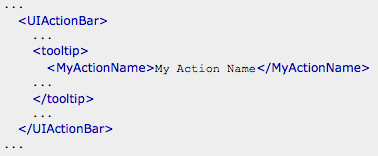 ...
<UIActionBar>
...
<tooltip>
<MyActionName>My Action Name</MyActionName>
...
</tooltip>
...
</UIActionBar>
...